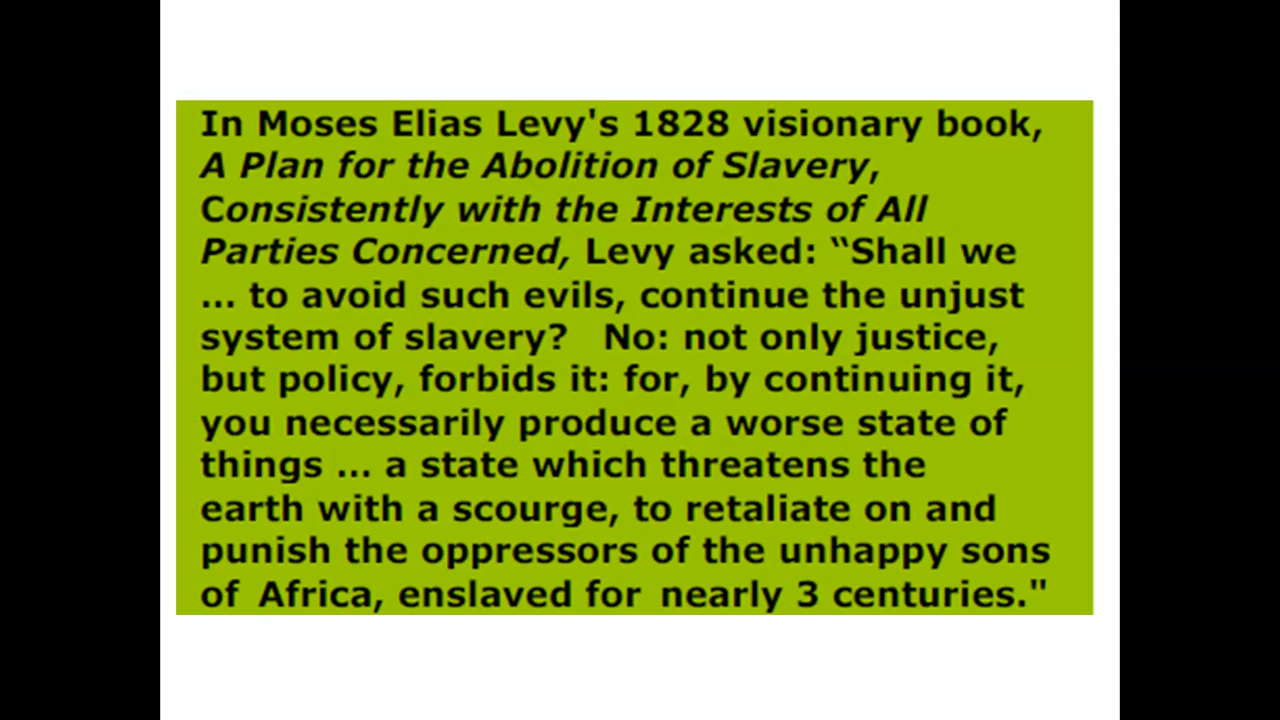 In Moses Elias Levy's 1828 visionary book,
A Plan for the Abolition of Slavery,
Consistently with the Interests of All
Parties Concerned, Levy asked: “Shall we
... to avoid such evils, continue the unjust
system of slavery? No: not only justice,
but policy, forbids it: for, by continuing it,
you necessarily produce a worse state of
things ... a state which threatens the
earth with a scourge, to retaliate on and
punish the oppressors of the unhappy sons
of Africa, enslaved for nearly 3 centuries."